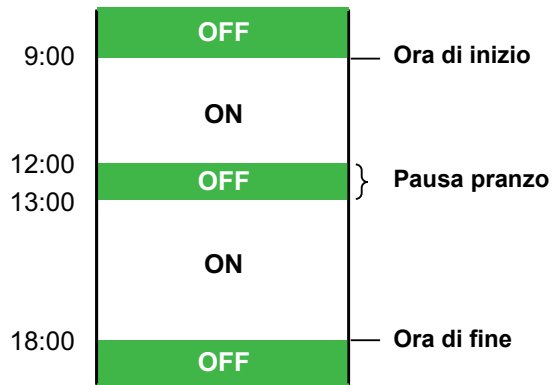 OFF
9:00 Ora di inizio
ON
12:00
OFF Pausa pranzo
13:00
ON
18:00 Ora di fine
OFF